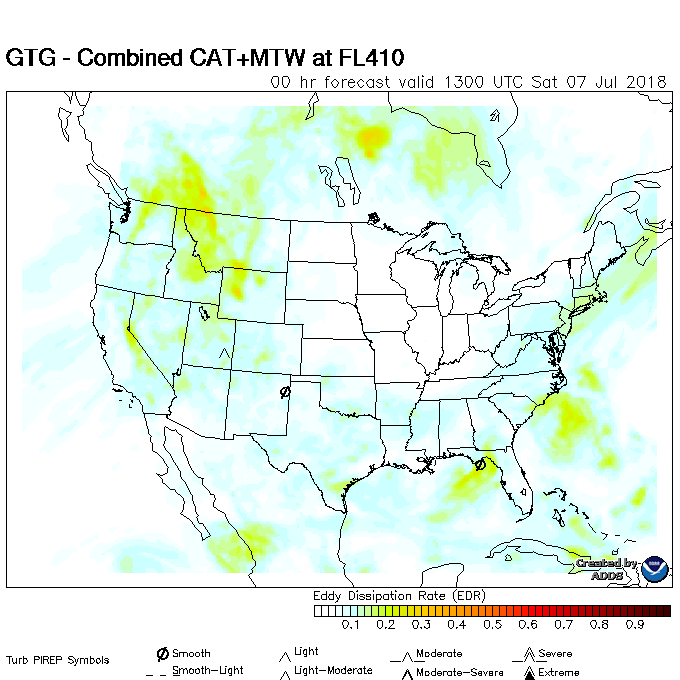 GTG - Combined CAT+MTW at FL410
00 hr forecast valid 1300 UTC Sat 07 Jul 2018
Created by
ADDS
Eddy Dissipation Rate (EDR)
0.1 0.2 0.3 0.4 0.5 0.6 0.7 0.8 0.9
Turb PIREP Symbols
Smooth Light Moderate Severe
Smooth-Light Light-Moderate Moderate-Severe Extreme